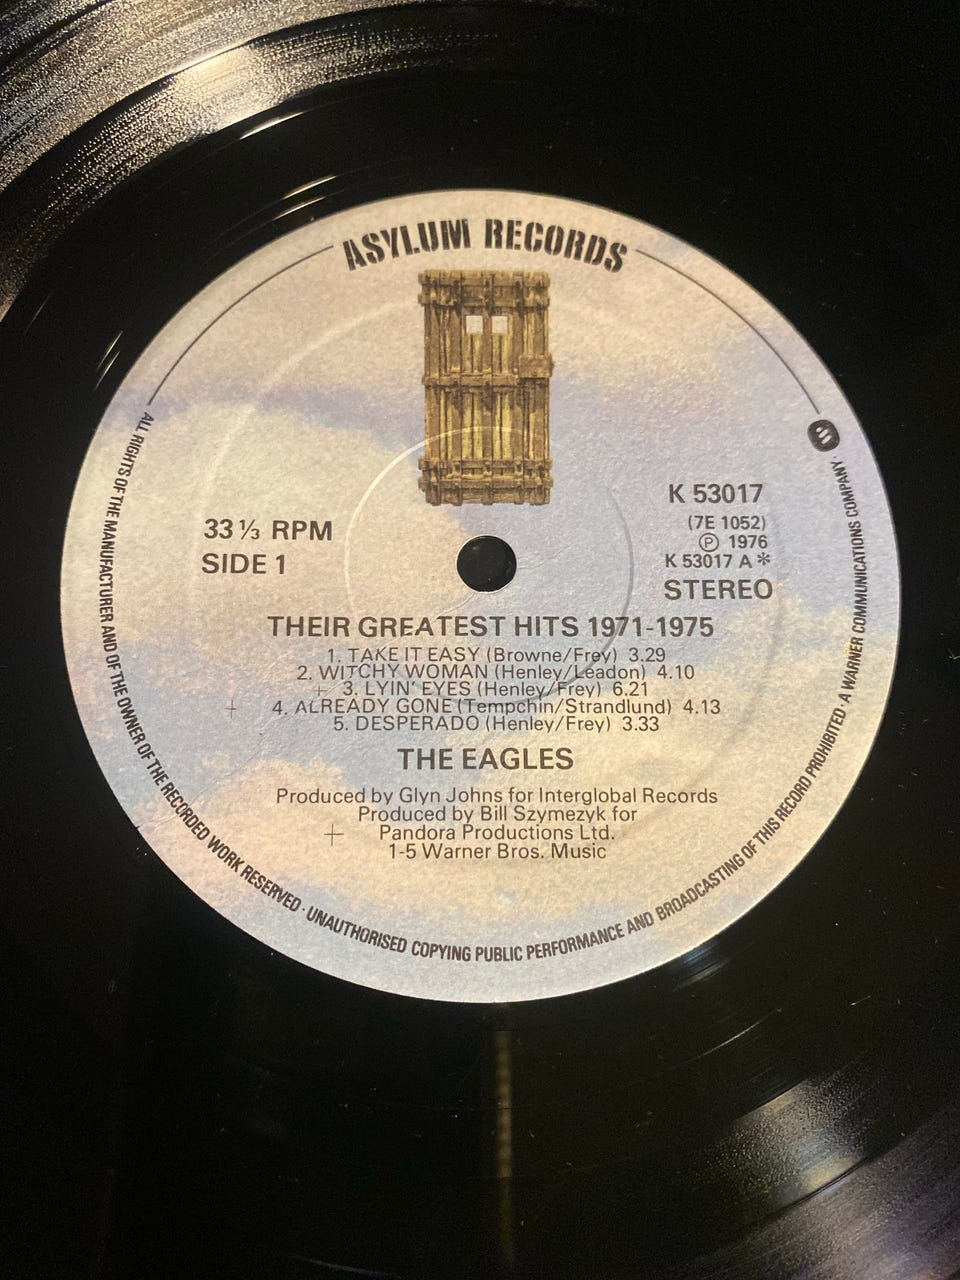 ASYLUM RECORDS
K 53017
(7E 1052)
33⅓ RPM
℗ 1976
SIDE 1
K 53017 A*
STEREO
THEIR GREATEST HITS 1971-1975
1. TAKE IT EASY (Browne/Frey) 3.29
2. WITCHY WOMAN (Henley/Leadon) 4.10
+ 3. LYIN' EYES (Henley/Frey) 6.21
+ 4. ALREADY GONE (Tempchin/Strandlund) 4.13
5. DESPERADO (Henley/Frey) 3.33
THE EAGLES
Produced by Glyn Johns for Interglobal Records
Produced by Bill Szymezyk for
+ Pandora Productions Ltd.
1-5 Warner Bros. Music
ALL RIGHTS OF THE MANUFACTURER AND OF THE OWNER OF THE RECORDED WORK RESERVED · UNAUTHORISED COPYING PUBLIC PERFORMANCE AND BROADCASTING OF THIS RECORD PROHIBITED · A WARNER COMMUNICATIONS COMPANY.